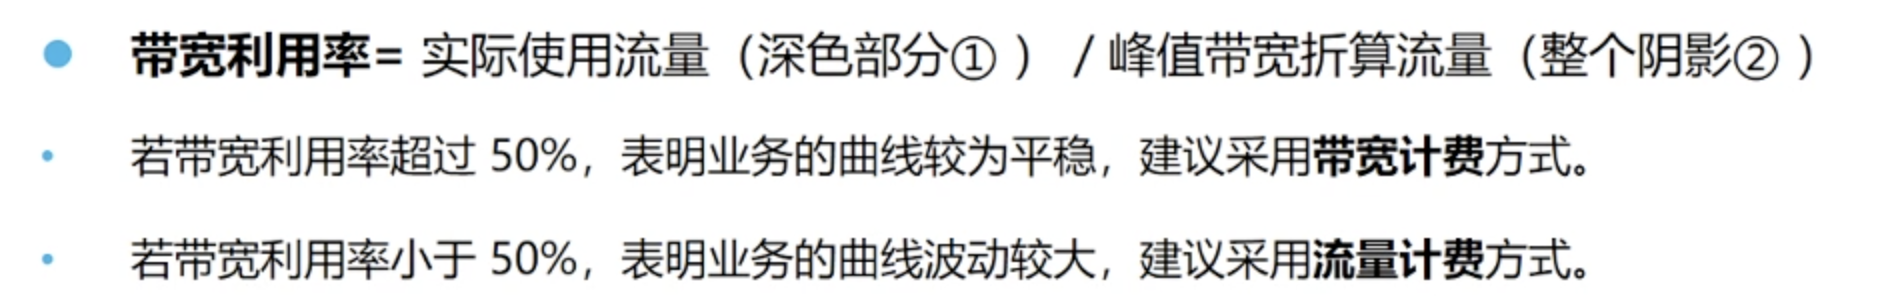 带宽利用率= 实际使用流量（深色部分① ） / 峰值带宽折算流量（整个阴影② ）
若带宽利用率超过 50%，表明业务的曲线较为平稳，建议采用带宽计费方式。
若带宽利用率小于 50%，表明业务的曲线波动较大，建议采用流量计费方式。